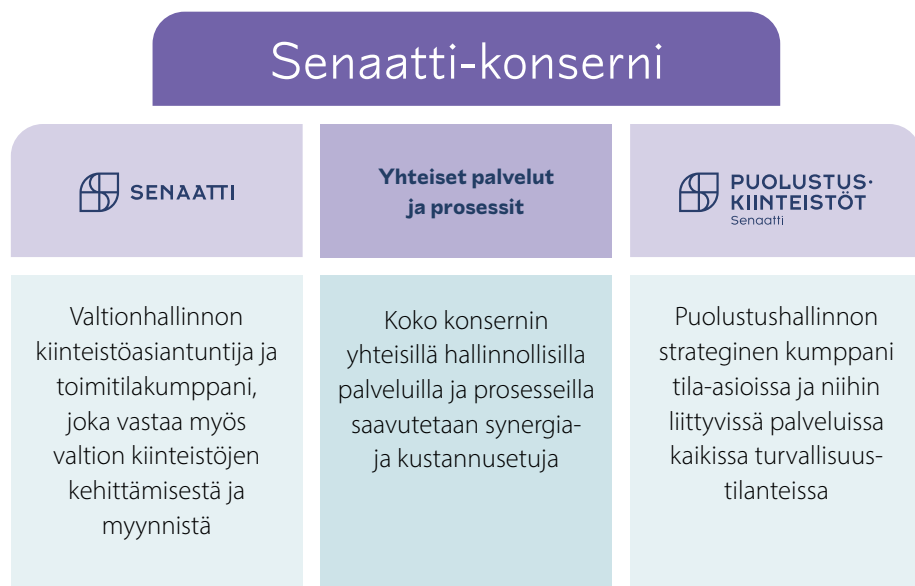 Senaatti-konserni
SENAATTI
Yhteiset palvelut
ja prosessit
PUOLUSTUS-
KIINTEISTÖT
Senaatti
Valtionhallinnon
kiinteistöasiantuntija ja
toimitilakumppani,
joka vastaa myös
valtion kiinteistöjen
kehittämisestä ja
myynnistä
Koko konsernin
yhteisillä hallinnollisilla
palveluilla ja prosesseilla
saavutetaan synergia-
ja kustannusetuja
Puolustushallinnon
strateginen kumppani
tila-asioissa ja niihin
liittyvissä palveluissa
kaikissa turvallisuus-
tilanteissa